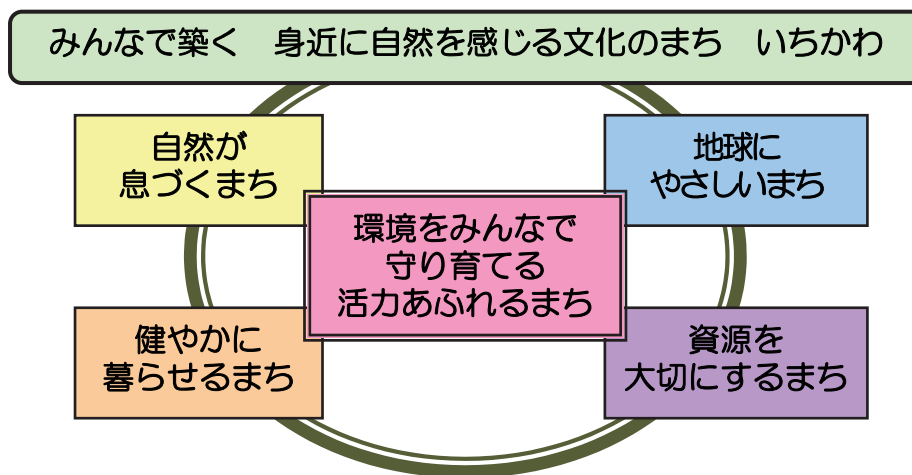 みんなで築く　身近に自然を感じる文化のまち　いちかわ
自然が
息づくまち
地球に
やさしいまち
環境をみんなで
守り育てる
活力あふれるまち
健やかに
暮らせるまち
資源を
大切にするまち